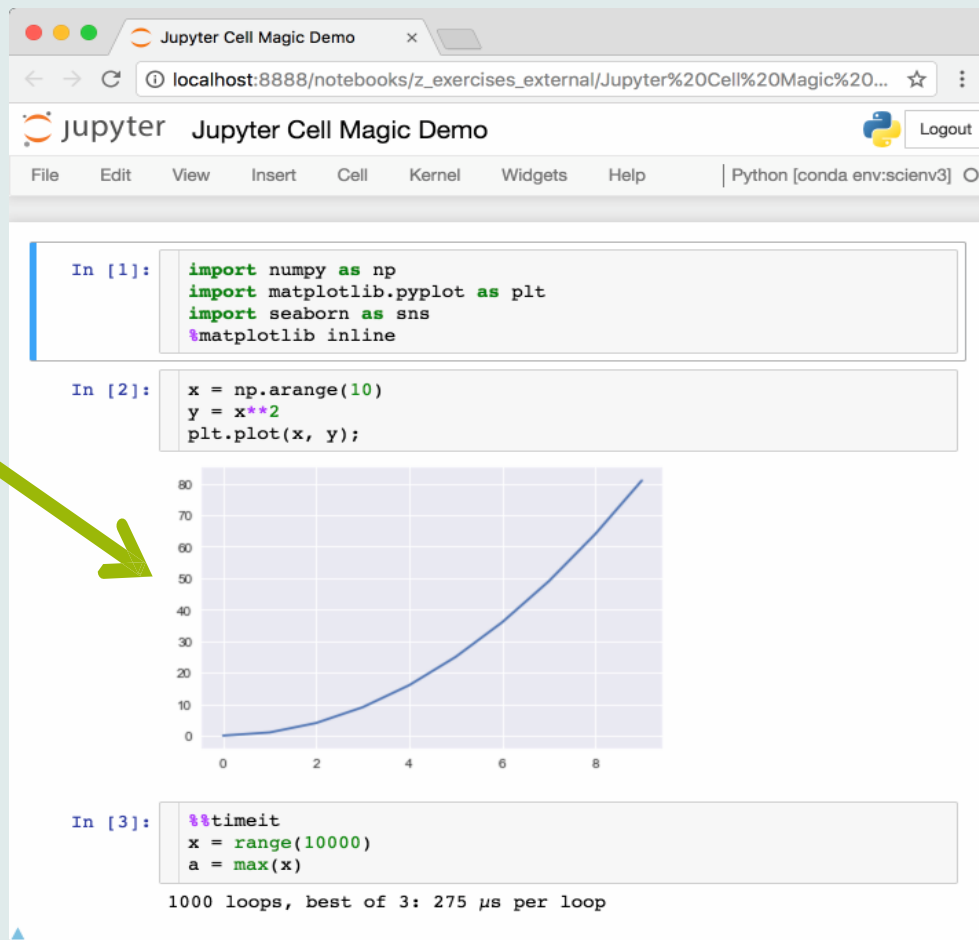 Jupyter Cell Magic Demo
localhost:8888/notebooks/z_exercises_external/Jupyter%20Cell%20Magic%20...
jupyter Jupyter Cell Magic Demo Logout
File Edit View Insert Cell Kernel Widgets Help Python [conda env:scienv3]
In [1]: import numpy as np
import matplotlib.pyplot as plt
import seaborn as sns
%matplotlib inline
In [2]: x = np.arange(10)
y = x**2
plt.plot(x, y);
80
70
60
50
40
30
20
10
0
0 2 4 6 8
In [3]: %%timeit
x = range(10000)
a = max(x)
1000 loops, best of 3: 275 µs per loop